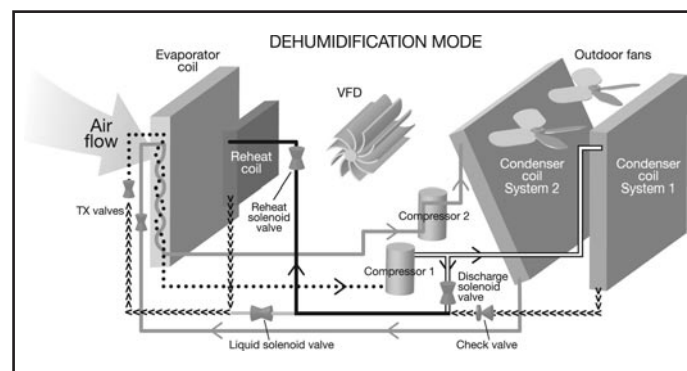 DEHUMIDIFICATION MODE
Evaporator
coil
Outdoor fans
VFD
Air
flow
Reheat
coil
Condenser
coil
System 2
Condenser
coil
System 1
Reheat
solenoid
valve
TX valves
Compressor 2
Compressor 1
Discharge
solenoid
valve
Liquid solenoid valve
Check valve